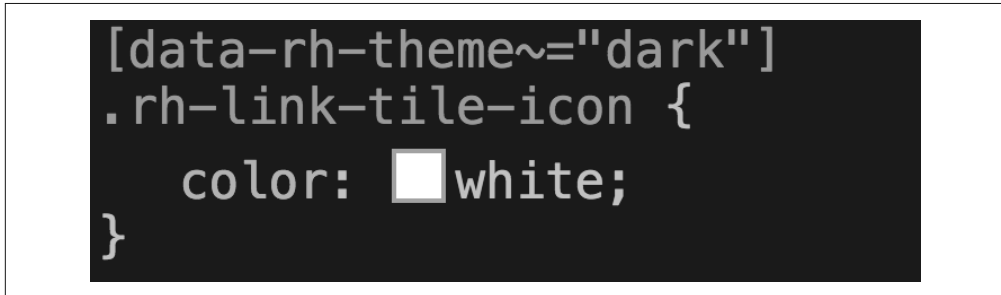 [data-rh-theme~="dark"]
.rh-link-tile-icon {
color: white;
}